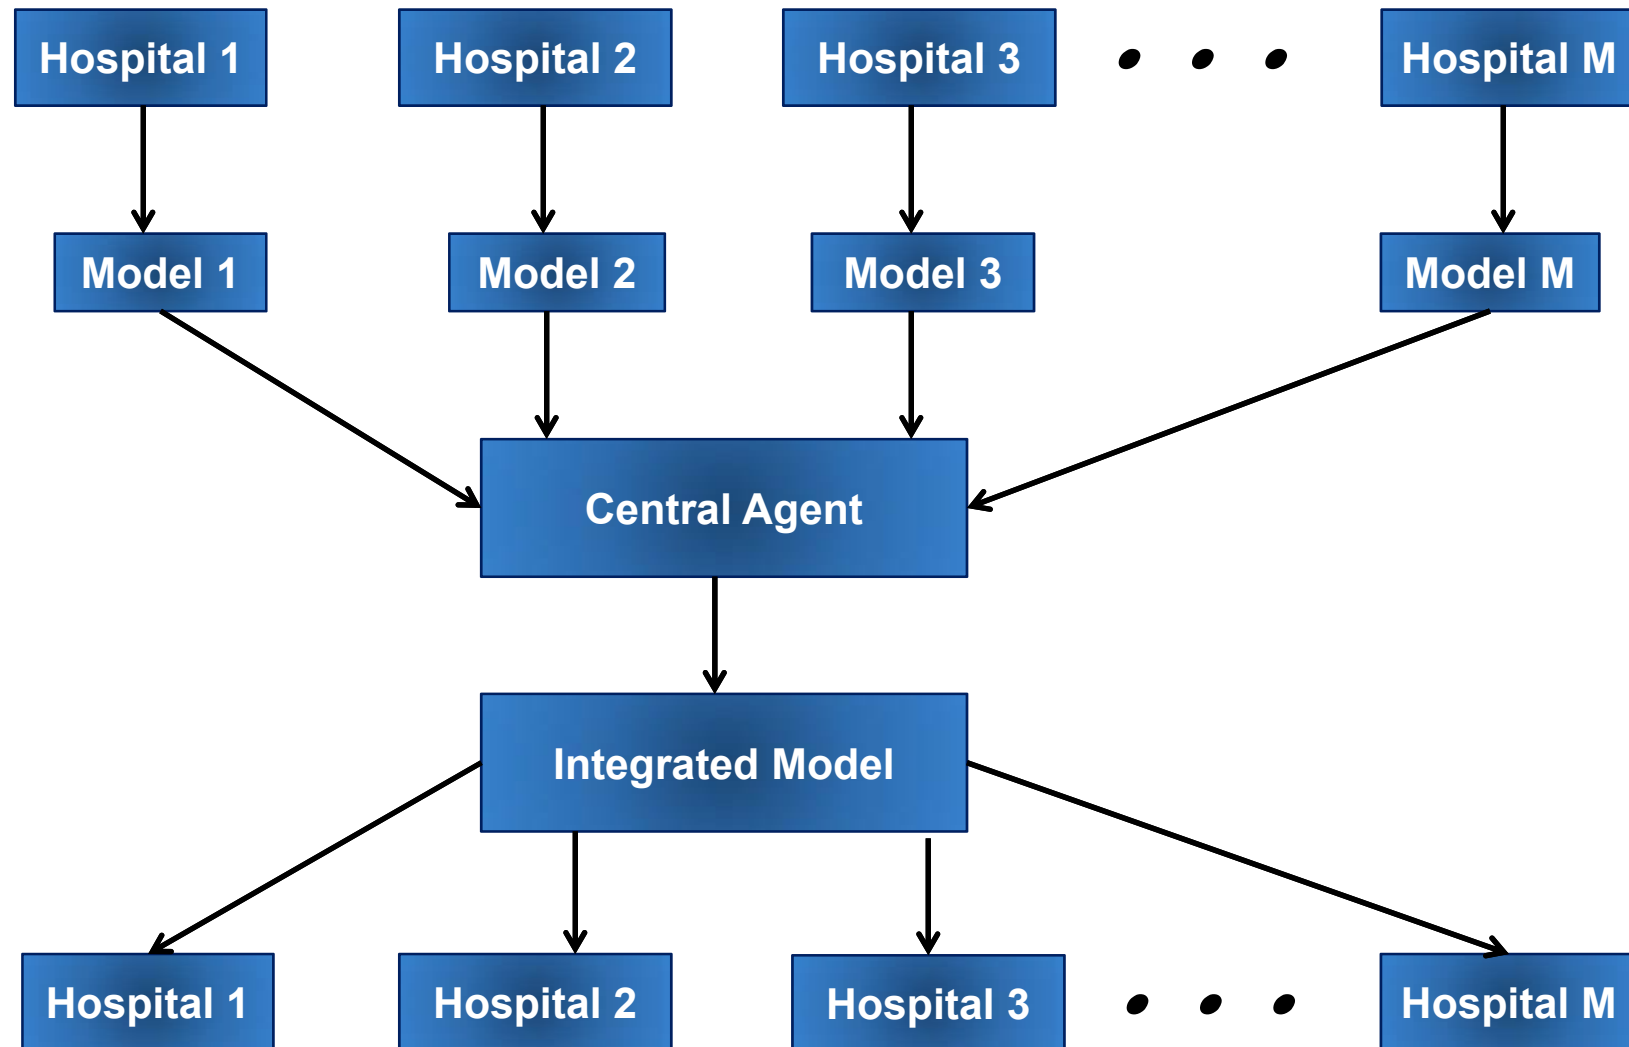 Hospital 1
Hospital 2
Hospital 3
• • •
Hospital M
Model 1
Model 2
Model 3
Model M
Central Agent
Integrated Model
Hospital 1
Hospital 2
Hospital 3
• • •
Hospital M